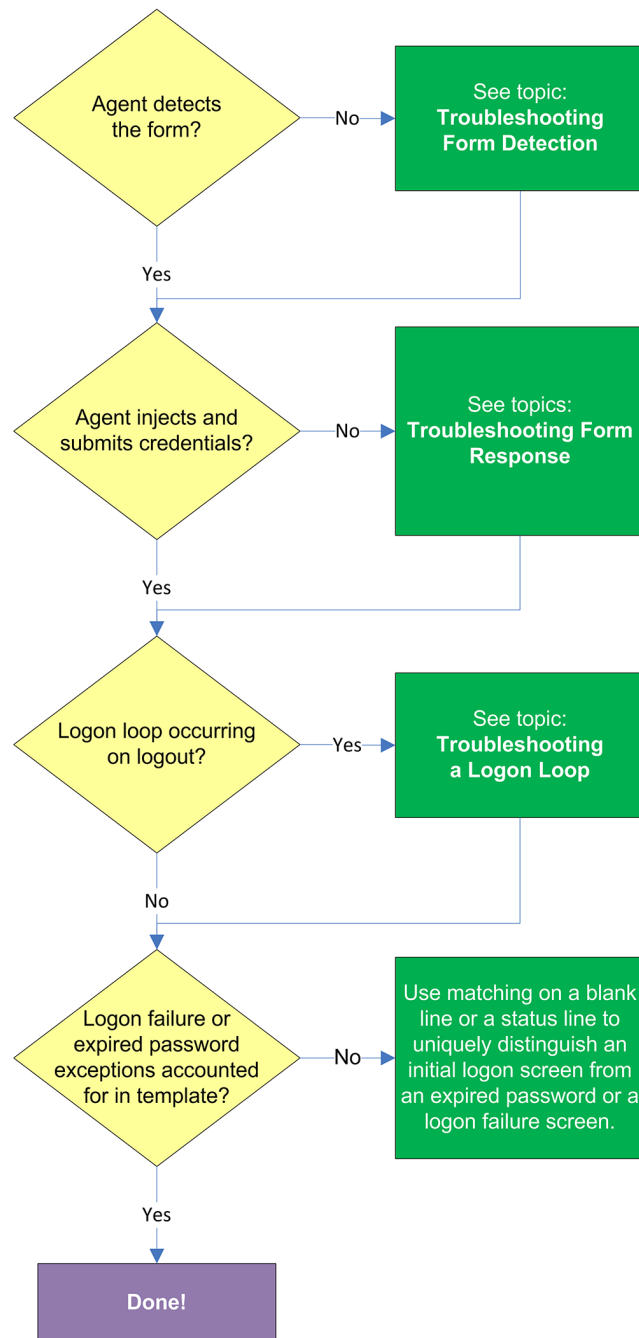 Agent detects
the form?
No
See topic:
Troubleshooting
Form Detection
Yes
Agent injects and
submits credentials?
No
See topics:
Troubleshooting Form
Response
Yes
Logon loop occurring
on logout?
Yes
See topic:
Troubleshooting
a Logon Loop
No
Logon failure or
expired password
exceptions accounted
for in template?
No
Use matching on a blank
line or a status line to
uniquely distinguish an
initial logon screen from
an expired password or a
logon failure screen.
Yes
Done!